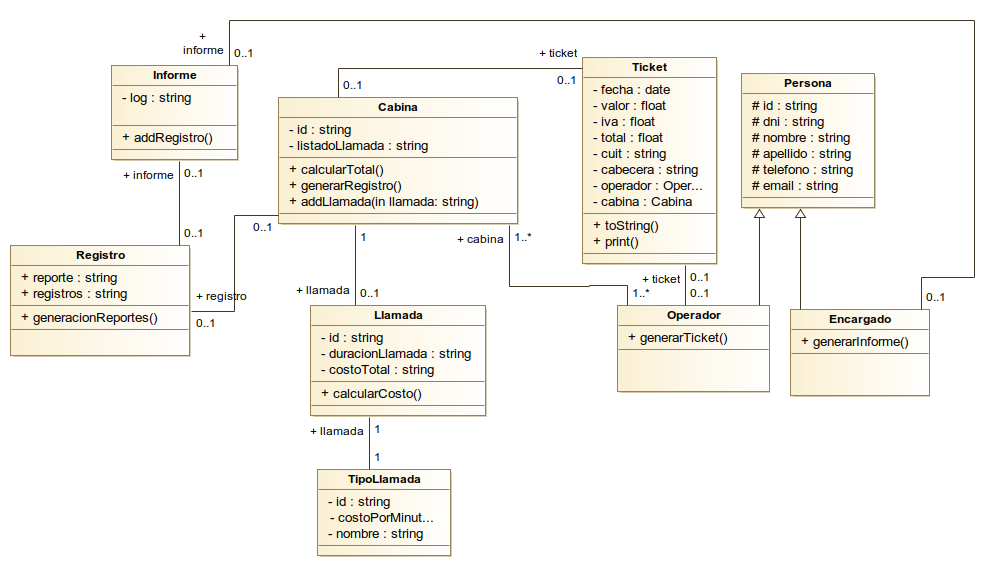 +
informe
0..1
Informe
- log : string
+ addRegistro()
+ informe
0..1
0..1
Registro
+ reporte : string
+ registros : string
+ generacionReportes()
+ registro
0..1
0..1
Cabina
- id : string
- listadoLlamada : string
+ calcularTotal()
+ generarRegistro()
+ addLlamada(in llamada: string)
0..1
+ ticket
0..1
Ticket
- fecha : date
- valor : float
- iva : float
- total : float
- cuit : string
- cabecera : string
- operador : Oper...
- cabina : Cabina
+ toString()
+ print()
Persona
# id : string
# dni : string
# nombre : string
# apellido : string
# telefono : string
# email : string
+ cabina
1..*
1..*
+ ticket
0..1
0..1
1
+ llamada
0..1
Llamada
- id : string
- duracionLlamada : string
- costoTotal : string
+ calcularCosto()
Operador
+ generarTicket()
0..1
Encargado
+ generarInforme()
+ llamada
1
1
TipoLlamada
- id : string
- costoPorMinut...
- nombre : string